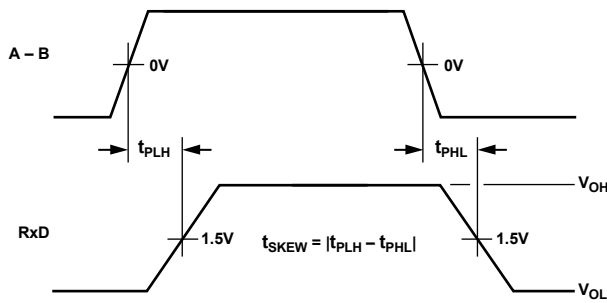 A – B
0V
0V
tPLH
tPHL
VOH
RxD
1.5V
tSKEW = |tPLH – tPHL|
1.5V
VOL